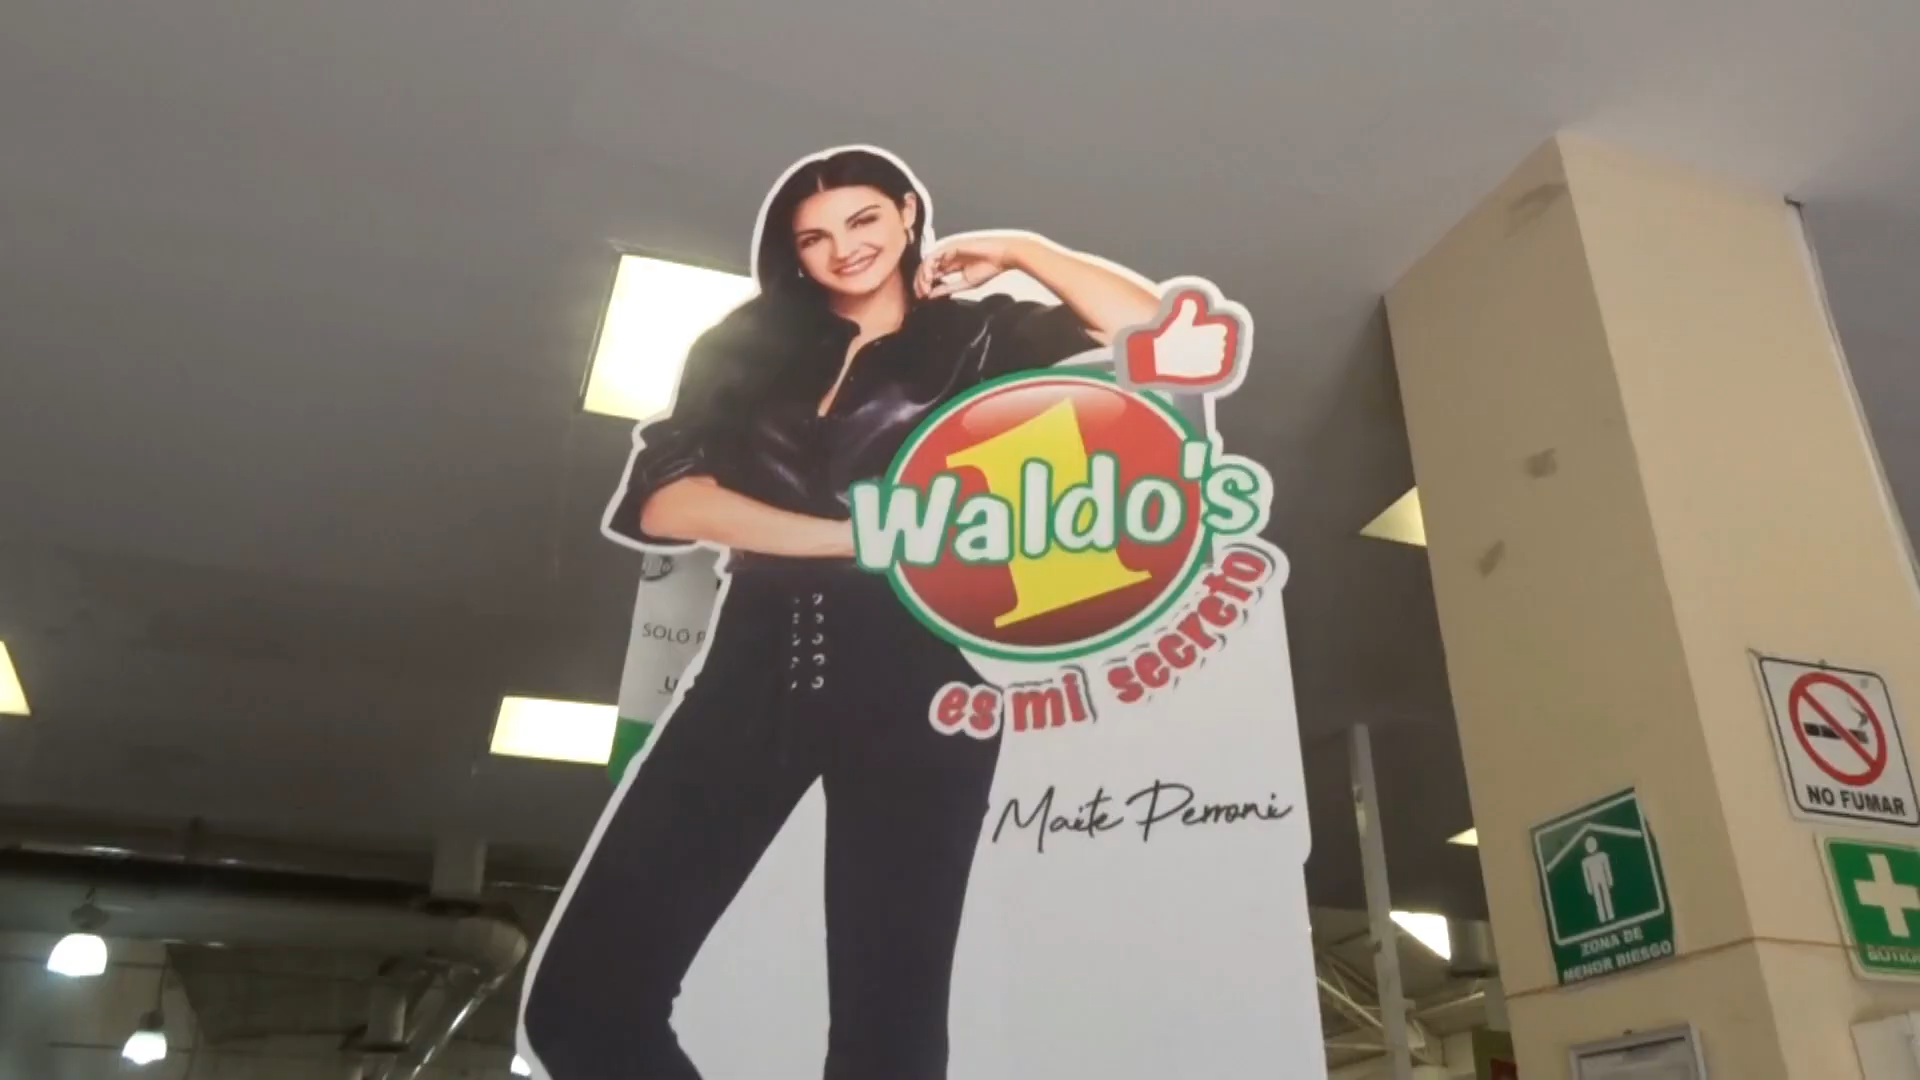 Waldo's
1
es mi secreto
Maite Perroni
SOLO
NO FUMAR
ZONA DE
MENOR RIESGO